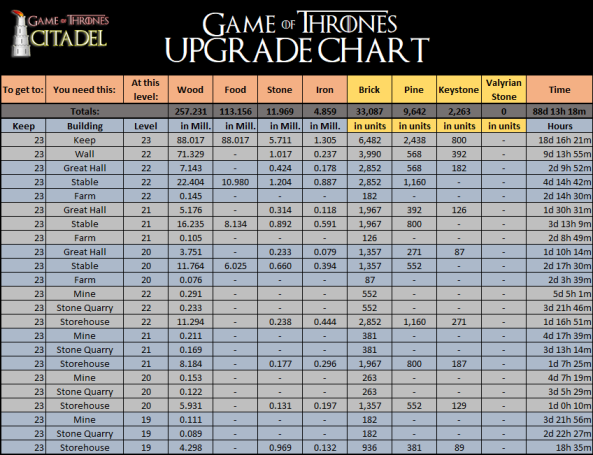 GAME OF THRONES
CITADEL
GAME OF THRONES
UPGRADE CHART
To get to: You need this: At this level: Wood Food Stone Iron Brick Pine Keystone Valyrian Stone Time
Totals: 257.231 113.156 11.969 4.859 33,087 9,642 2,263 0 88d 13h 18m
Keep Building Level in Mill. in Mill. in Mill. in Mill. in units in units in units in units Hours
23 Keep 23 88.017 88.017 5.711 1.305 6,482 2,438 800 - 18d 16h 21m
23 Wall 22 71.329 - 1.017 0.237 3,990 568 392 - 9d 13h 55m
23 Great Hall 22 7.143 - 0.424 0.178 2,852 568 182 - 2d 9h 52m
23 Stable 22 22.404 10.980 1.204 0.887 2,852 1,160 - - 4d 14h 42m
23 Farm 22 0.145 - - - 182 - - - 2d 14h 30m
23 Great Hall 21 5.176 - 0.314 0.118 1,967 392 126 - 1d 30h 31m
23 Stable 21 16.235 8.134 0.892 0.591 1,967 800 - - 3d 13h 9m
23 Farm 21 0.105 - - - 126 - - - 2d 8h 49m
23 Great Hall 20 3.751 - 0.233 0.079 1,357 271 87 - 1d 10h 14m
23 Stable 20 11.764 6.025 0.660 0.394 1,357 552 - - 2d 17h 30m
23 Farm 20 0.076 - - - 87 - - - 2d 3h 39m
23 Mine 22 0.291 - - - 552 - - - 5d 5h 1m
23 Stone Quarry 22 0.233 - - - 552 - - - 3d 21h 46m
23 Storehouse 22 11.294 - 0.238 0.444 2,852 1,160 271 - 1d 16h 51m
23 Mine 21 0.211 - - - 381 - - - 4d 17h 39m
23 Stone Quarry 21 0.169 - - - 381 - - - 3d 13h 14m
23 Storehouse 21 8.184 - 0.177 0.296 1,967 800 187 - 1d 7h 25m
23 Mine 20 0.153 - - - 263 - - - 4d 7h 19m
23 Stone Quarry 20 0.122 - - - 263 - - - 3d 5h 29m
23 Storehouse 20 5.931 - 0.131 0.197 1,357 552 129 - 1d 0h 10m
23 Mine 19 0.111 - - - 182 - - - 3d 21h 56m
23 Stone Quarry 19 0.089 - - - 182 - - - 2d 22h 27m
23 Storehouse 19 4.298 - 0.969 0.132 936 381 89 - 18h 35m